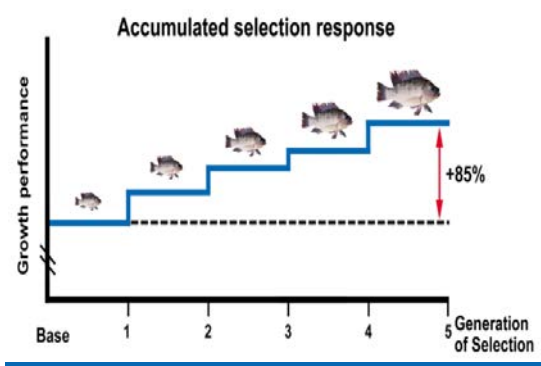 Accumulated selection response
Growth performance
+85%
Base
1
2
3
4
5
Generation
of Selection